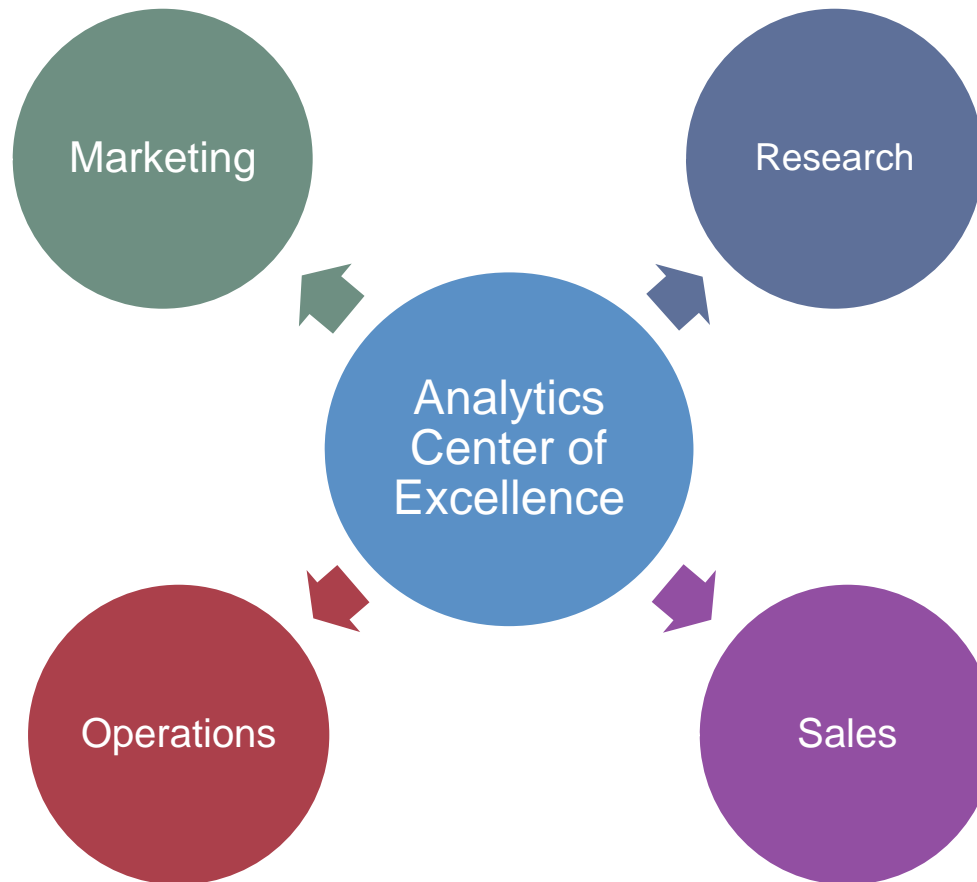 Marketing
Research
Analytics
Center of
Excellence
Operations
Sales